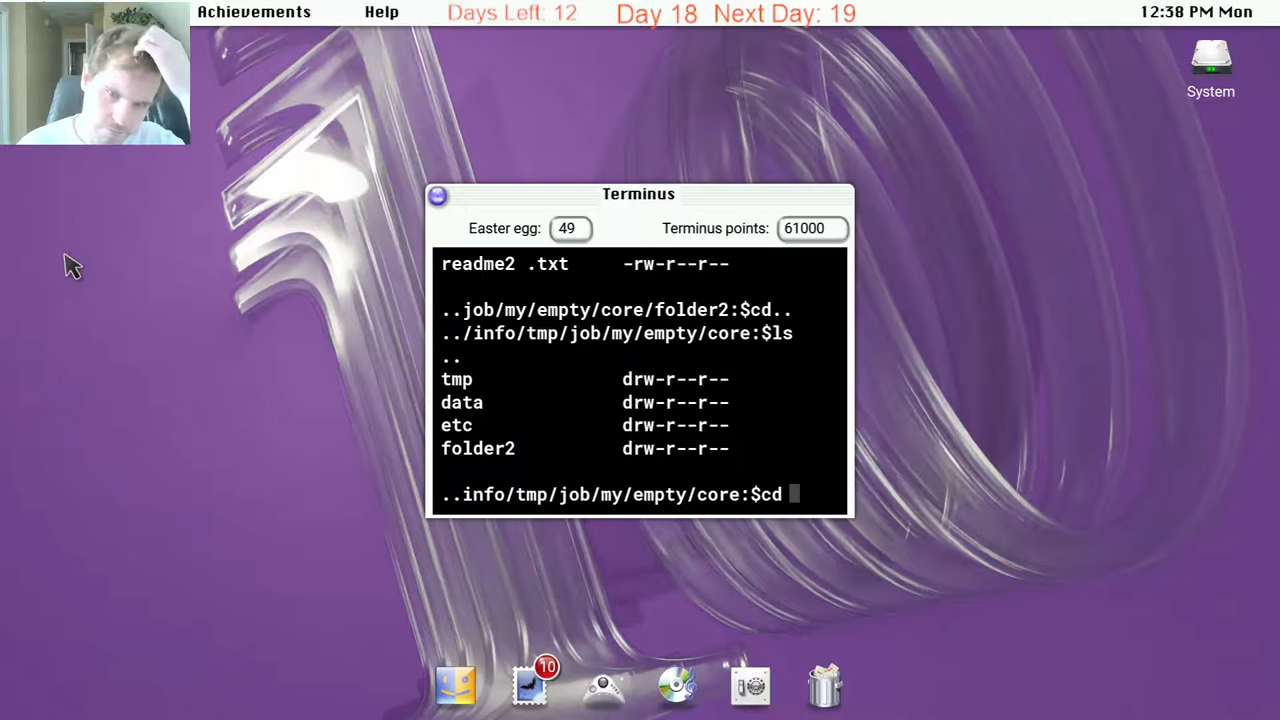 Achievements Help Days Left: 12 Day 18 Next Day: 19 12:38 PM Mon
System
Terminus
Easter egg: 49 Terminus points: 61000
readme2 .txt -rw-r--r--
..job/my/empty/core/folder2:$cd..
../info/tmp/job/my/empty/core:$ls
..
tmp drw-r--r--
data drw-r--r--
etc drw-r--r--
folder2 drw-r--r--
..info/tmp/job/my/empty/core:$cd
10